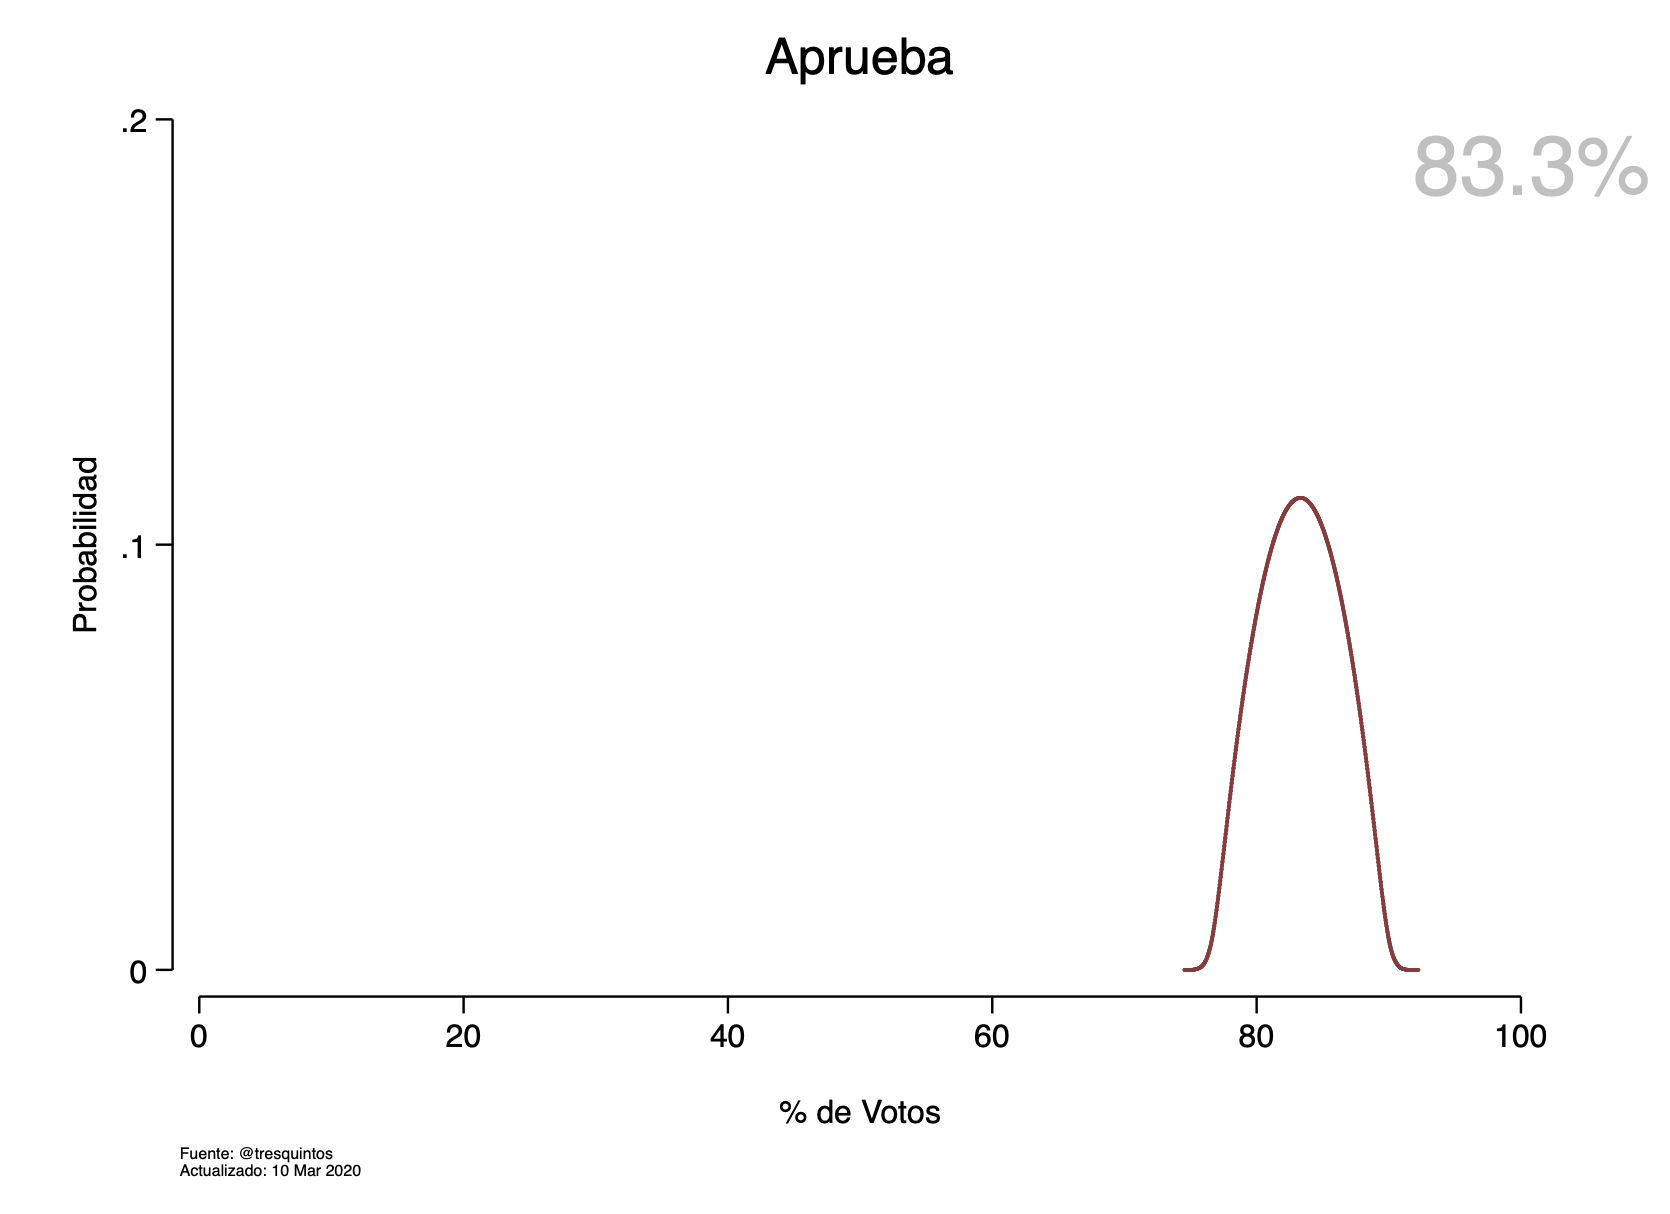 Aprueba
.2
83.3%
Probabilidad
.1
0
0 20 40 60 80 100
% de Votos
Fuente: @tresquintos
Actualizado: 10 Mar 2020